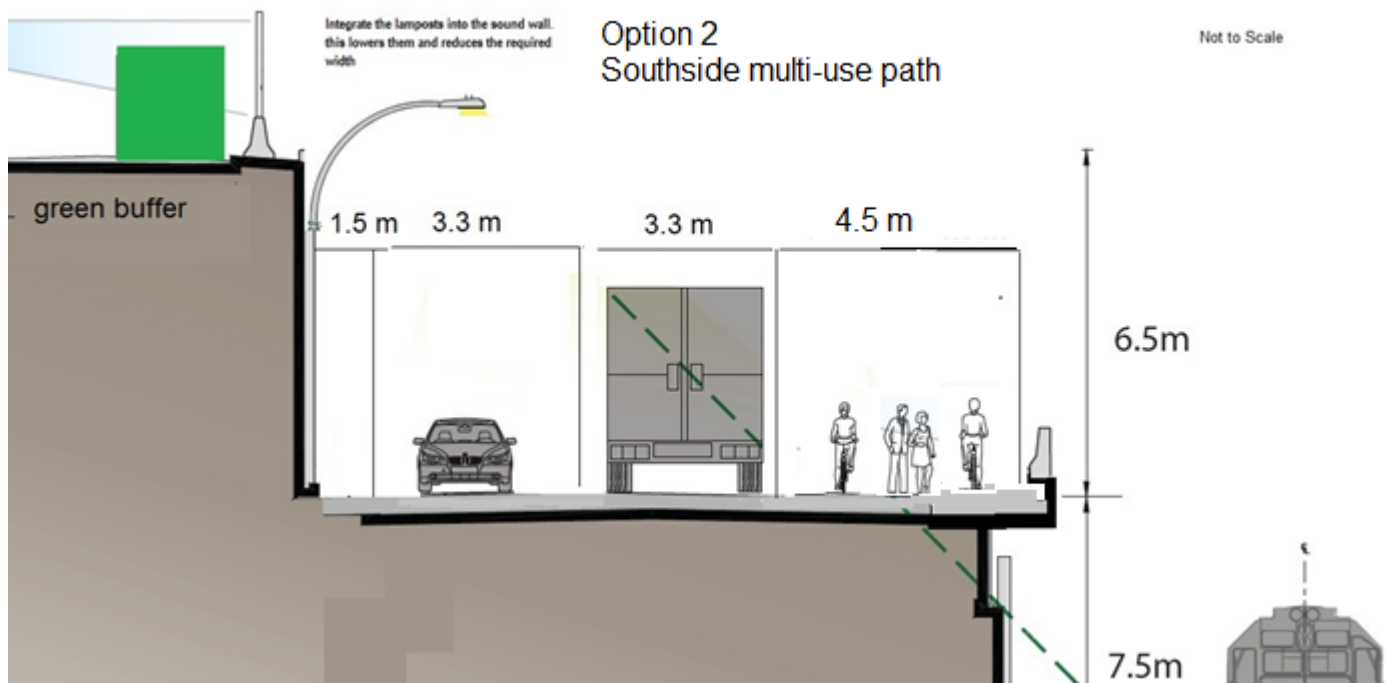 Integrate the lamposts into the sound wall.
this lowers them and reduces the required
width
Option 2
Southside multi-use path
Not to Scale
green buffer
1.5 m
3.3 m
3.3 m
4.5 m
6.5m
7.5m